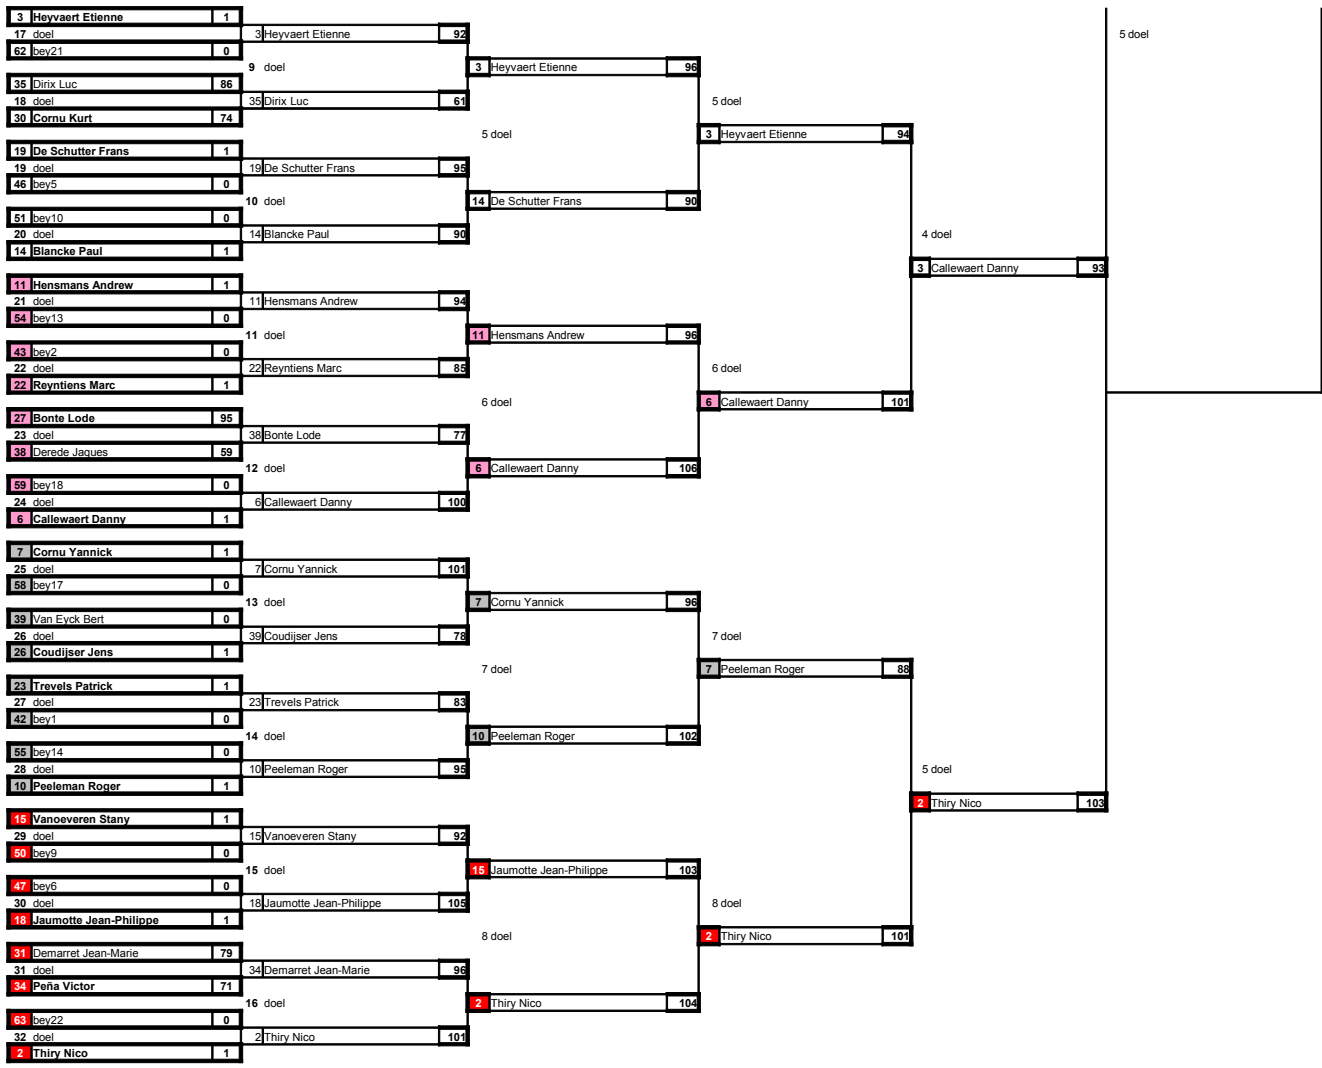 3 Heyvaert Etienne 1
17 doel 3 Heyvaert Etienne 92 5 doel
62 bey21 0
9 doel 3 Heyvaert Etienne 96
35 Dirix Luc 86
18 doel 35 Dirix Luc 61 5 doel
30 Cornu Kurt 74
5 doel 3 Heyvaert Etienne 94
19 De Schutter Frans 1
19 doel 19 De Schutter Frans 95
46 bey5 0
10 doel 14 De Schutter Frans 90
51 bey10 0
20 doel 14 Blancke Paul 90 4 doel
14 Blancke Paul 1
3 Callewaert Danny 93
11 Hensmans Andrew 1
21 doel 11 Hensmans Andrew 94
54 bey13 0
11 doel 11 Hensmans Andrew 96
43 bey2 0
22 doel 22 Reyntiens Marc 85 6 doel
22 Reyntiens Marc 1
6 doel 6 Callewaert Danny 101
27 Bonte Lode 95
23 doel 38 Bonte Lode 77
38 Derede Jaques 59
12 doel 6 Callewaert Danny 106
59 bey18 0
24 doel 6 Callewaert Danny 100
6 Callewaert Danny 1
7 Cornu Yannick 1
25 doel 7 Cornu Yannick 101
58 bey17 0
13 doel 7 Cornu Yannick 96
39 Van Eyck Bert 0
26 doel 39 Coudijser Jens 78 7 doel
26 Coudijser Jens 1
7 doel 7 Peeleman Roger 88
23 Trevels Patrick 1
27 doel 23 Trevels Patrick 83
42 bey1 0
14 doel 10 Peeleman Roger 102
55 bey14 0
28 doel 10 Peeleman Roger 95 5 doel
10 Peeleman Roger 1
2 Thiry Nico 103
15 Vanoeveren Stany 1
29 doel 15 Vanoeveren Stany 92
50 bey9 0
15 doel 15 Jaumotte Jean-Philippe 103
47 bey6 0
30 doel 18 Jaumotte Jean-Philippe 105 8 doel
18 Jaumotte Jean-Philippe 1
8 doel 2 Thiry Nico 101
31 Demarret Jean-Marie 79
31 doel 34 Demarret Jean-Marie 96
34 Peña Victor 71
16 doel 2 Thiry Nico 104
63 bey22 0
32 doel 2 Thiry Nico 101
2 Thiry Nico 1